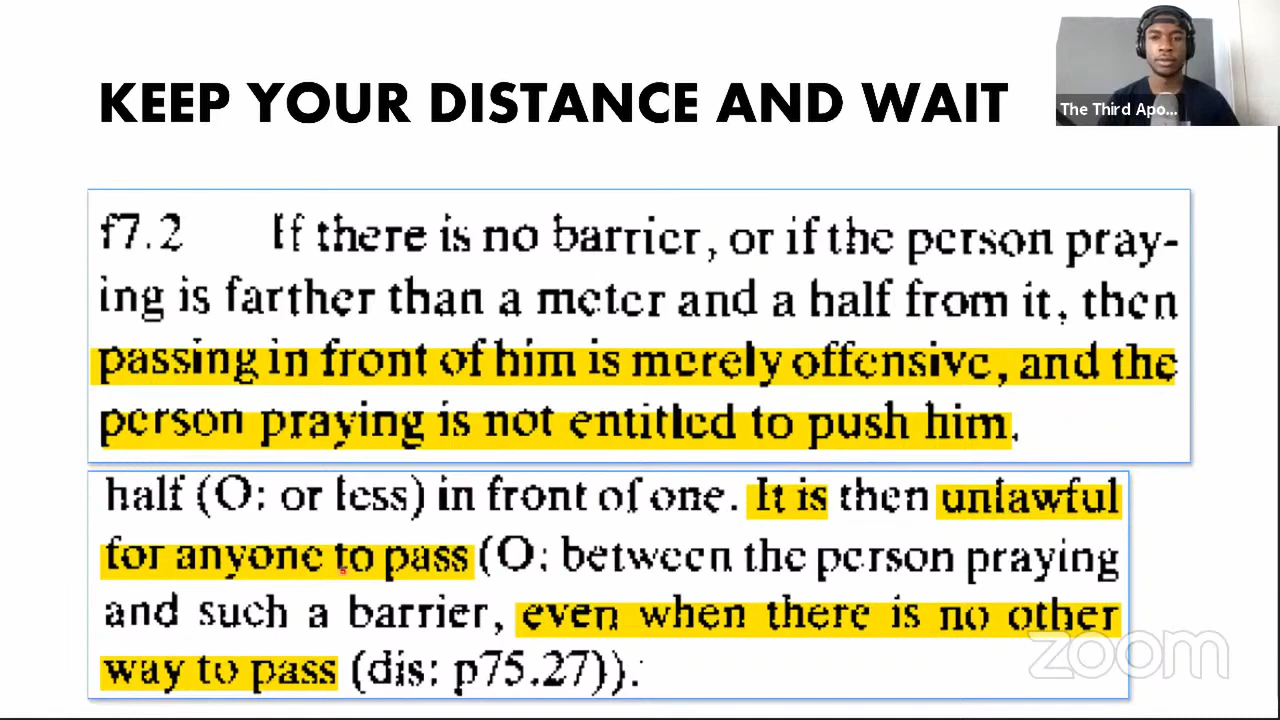 KEEP YOUR DISTANCE AND WAIT
The Third Apo...
f7.2 If there is no barrier, or if the person pray-
ing is farther than a meter and a half from it, then
passing in front of him is merely offensive, and the
person praying is not entitled to push him.
half (O: or less) in front of one. It is then unlawful
for anyone to pass (O: between the person praying
and such a barrier, even when there is no other
way to pass (dis: p75.27)).
zoom